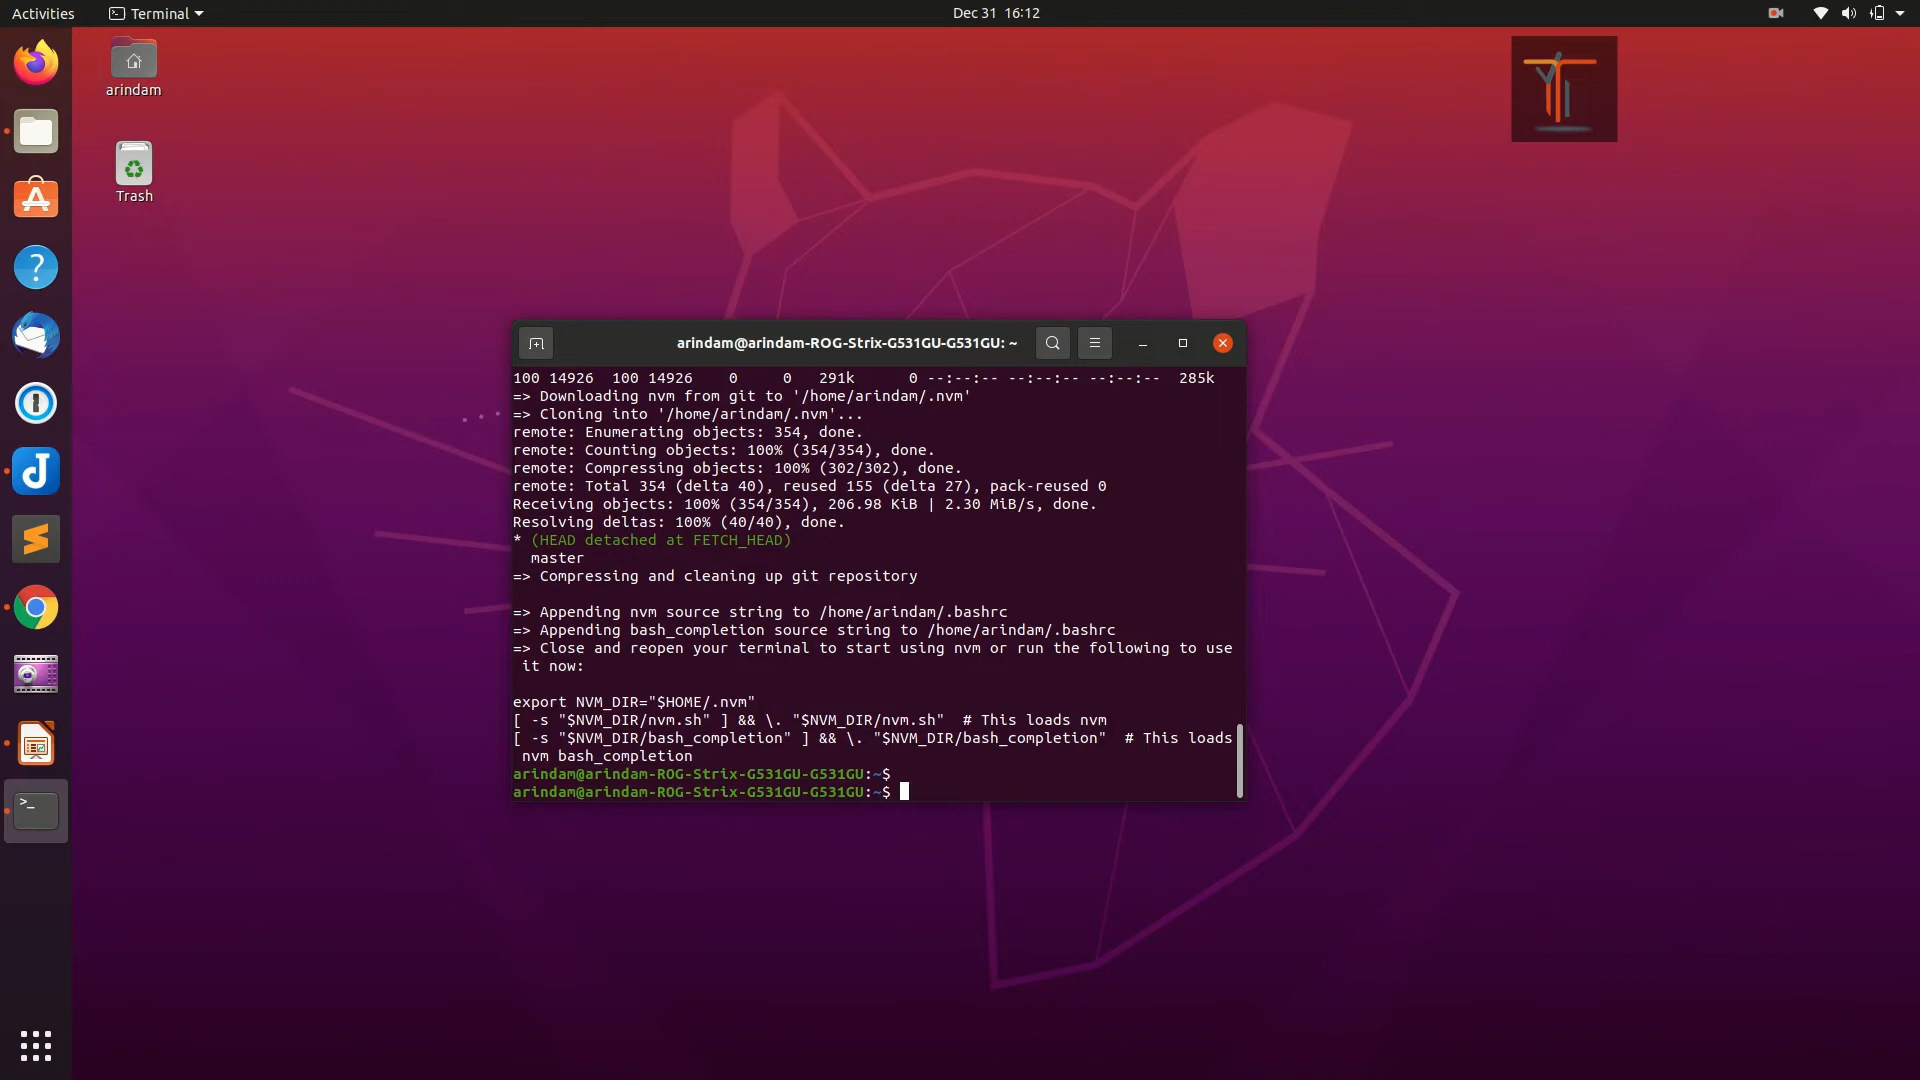 Activities
Terminal
Dec 31 16:12
arindam
Trash
arindam@arindam-ROG-Strix-G531GU-G531GU: ~
100 14926  100 14926    0     0   291k      0 --:--:-- --:--:-- --:--:--  285k
=> Downloading nvm from git to '/home/arindam/.nvm'
=> Cloning into '/home/arindam/.nvm'...
remote: Enumerating objects: 354, done.
remote: Counting objects: 100% (354/354), done.
remote: Compressing objects: 100% (302/302), done.
remote: Total 354 (delta 40), reused 155 (delta 27), pack-reused 0
Receiving objects: 100% (354/354), 206.98 KiB | 2.30 MiB/s, done.
Resolving deltas: 100% (40/40), done.
* (HEAD detached at FETCH_HEAD)
  master
=> Compressing and cleaning up git repository
=> Appending nvm source string to /home/arindam/.bashrc
=> Appending bash_completion source string to /home/arindam/.bashrc
=> Close and reopen your terminal to start using nvm or run the following to use
 it now:
export NVM_DIR="$HOME/.nvm"
[ -s "$NVM_DIR/nvm.sh" ] && \. "$NVM_DIR/nvm.sh"  # This loads nvm
[ -s "$NVM_DIR/bash_completion" ] && \. "$NVM_DIR/bash_completion"  # This loads
 nvm bash_completion
arindam@arindam-ROG-Strix-G531GU-G531GU:~$
arindam@arindam-ROG-Strix-G531GU-G531GU:~$